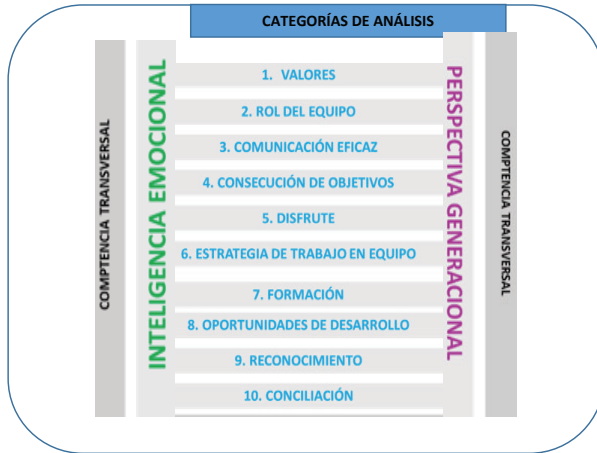 CATEGORÍAS DE ANÁLISIS
COMPTENCIA TRANSVERSAL
INTELIGENCIA EMOCIONAL
1. VALORES
2. ROL DEL EQUIPO
3. COMUNICACIÓN EFICAZ
4. CONSECUCIÓN DE OBJETIVOS
5. DISFRUTE
6. ESTRATEGIA DE TRABAJO EN EQUIPO
7. FORMACIÓN
8. OPORTUNIDADES DE DESARROLLO
9. RECONOCIMIENTO
10. CONCILIACIÓN
PERSPECTIVA GENERACIONAL
COMPTENCIA TRANSVERSAL